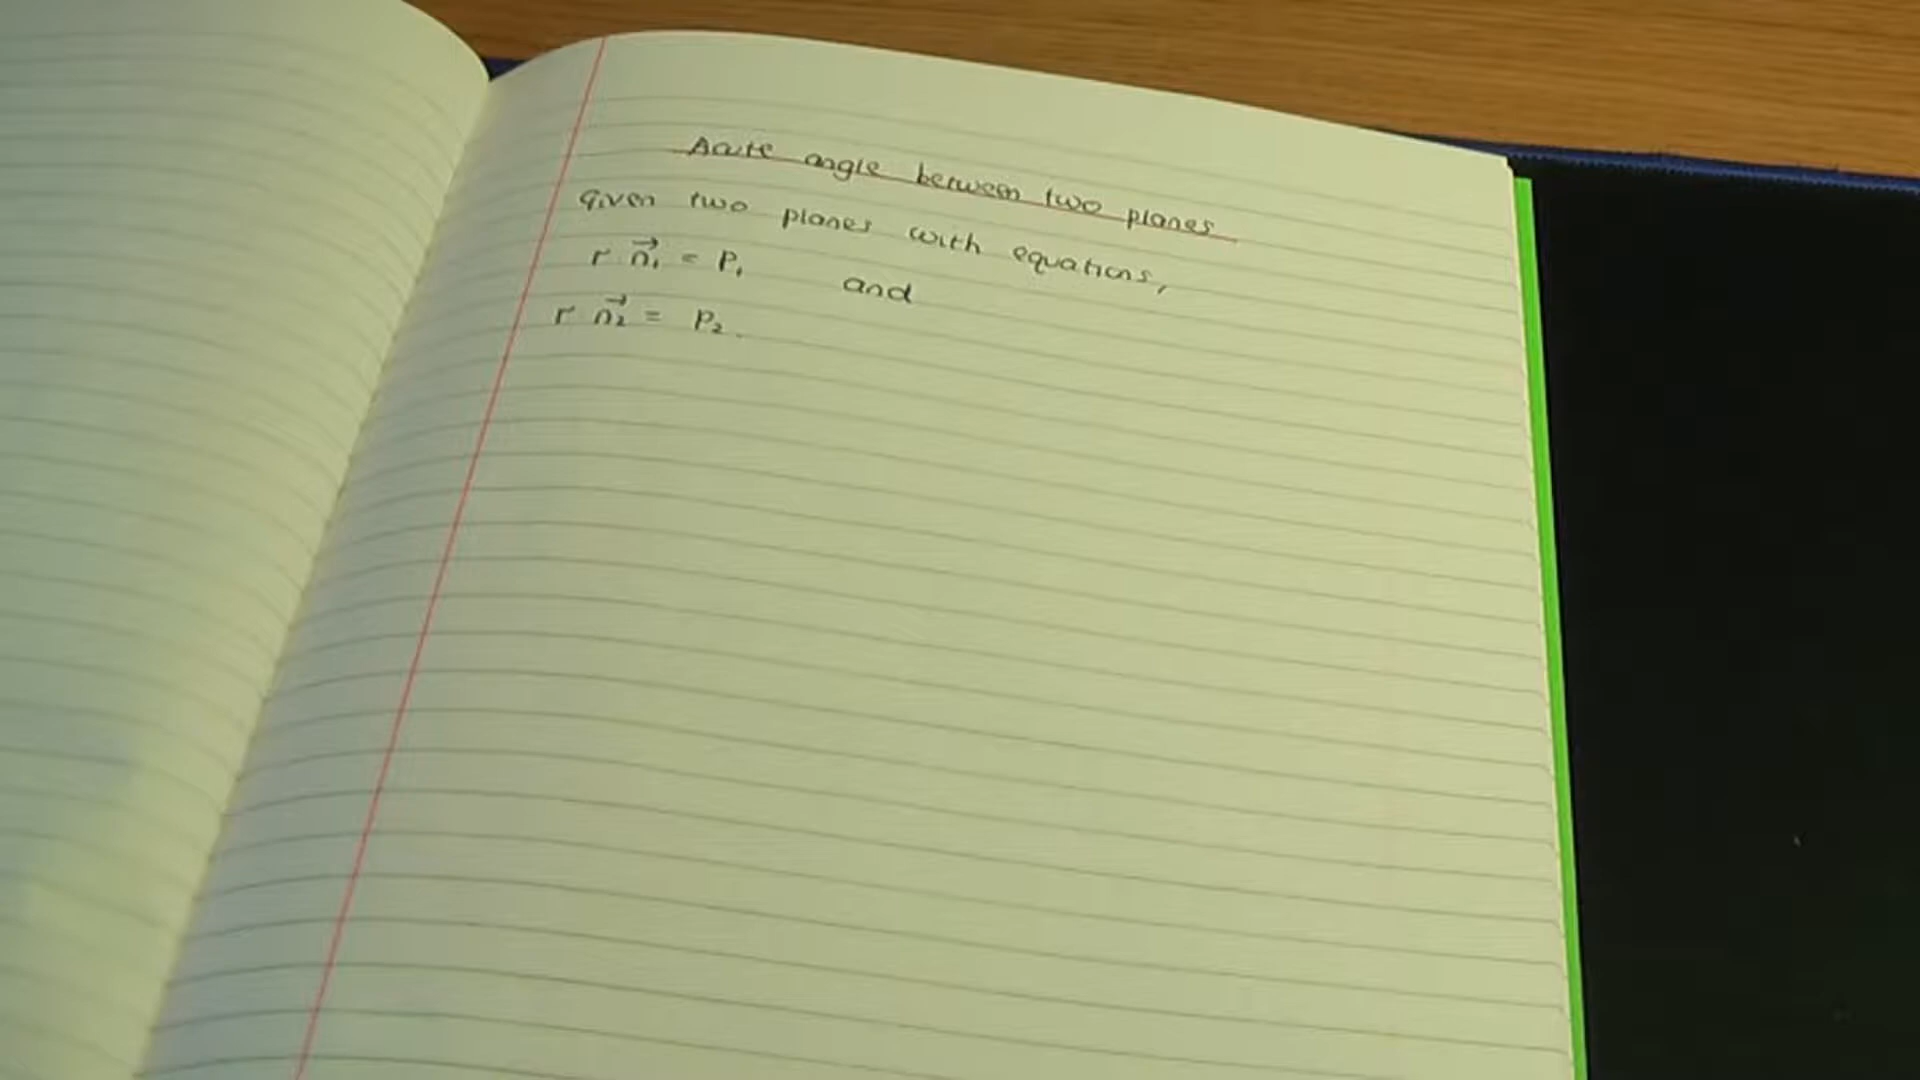 Acute angle between two planes
Given two planes with equations,
r n⃗₁ = P₁ and
r n⃗₂ = P₂.